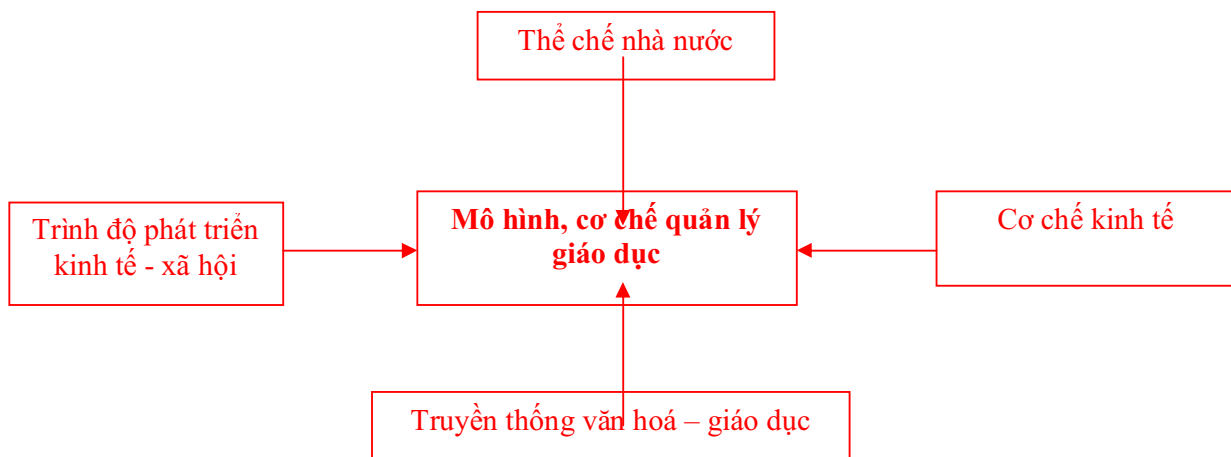 Thể chế nhà nước
Trình độ phát triển
kinh tế - xã hội
Mô hình, cơ chế quản lý
giáo dục
Cơ chế kinh tế
Truyền thống văn hoá – giáo dục